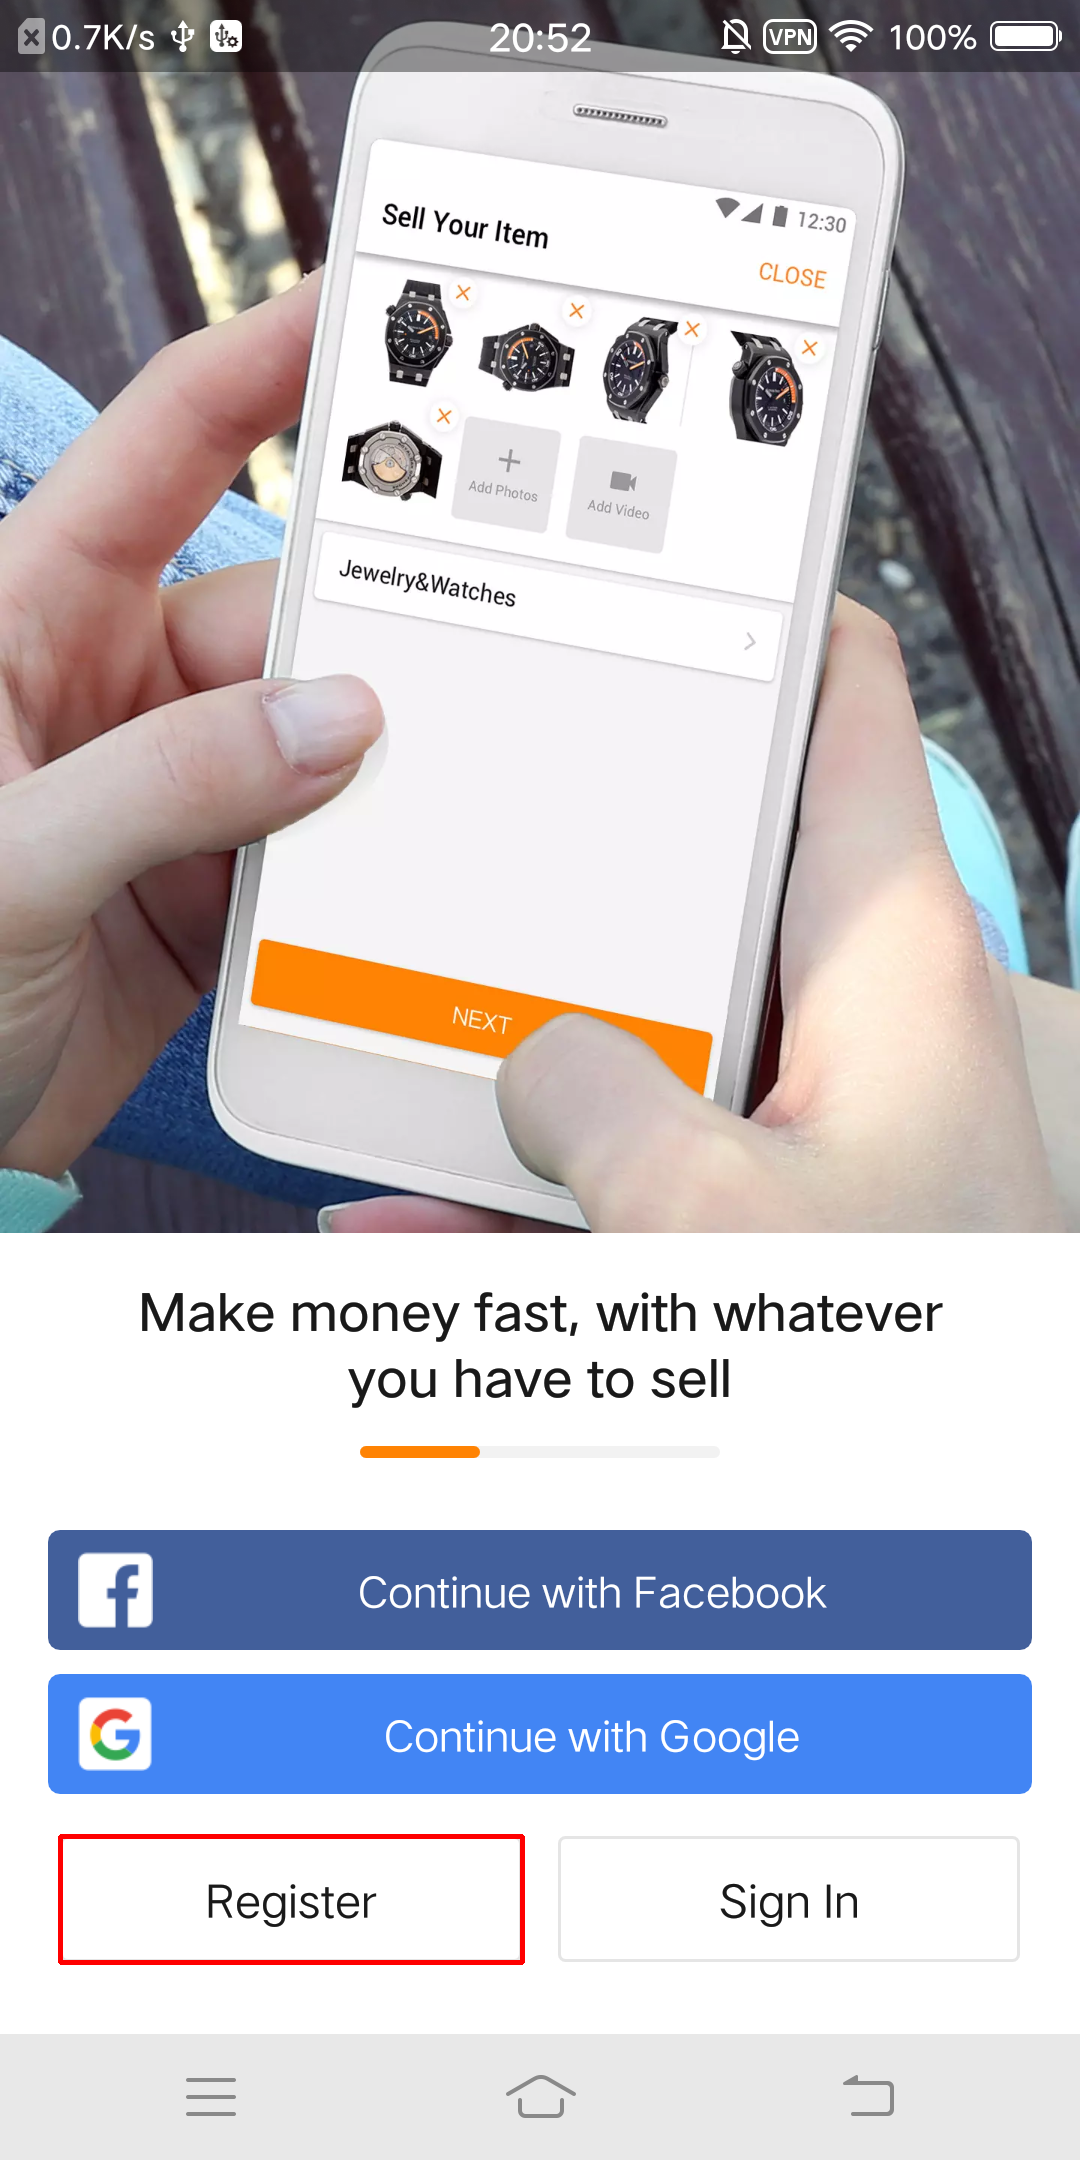 0.7K/s
20:52
VPN
100%
12:30
Sell Your Item
CLOSE
Add Photos
Add Video
Jewelry&Watches
NEXT
Make money fast, with whatever
you have to sell
Continue with Facebook
Continue with Google
Register
Sign In